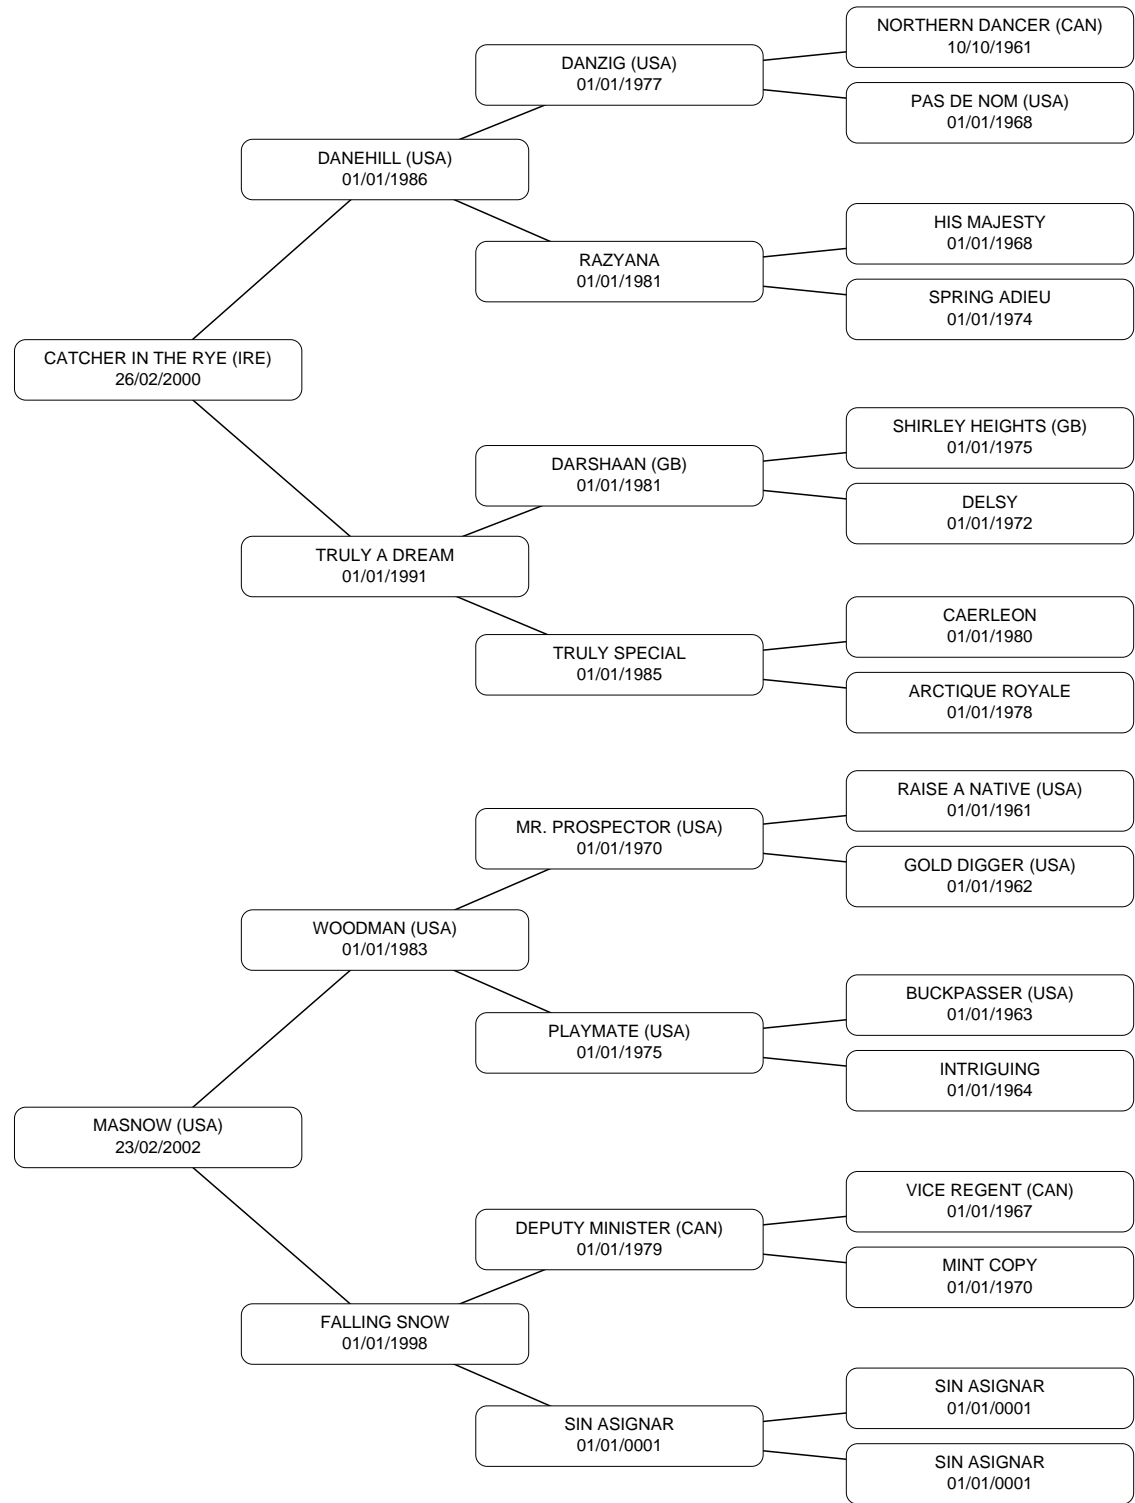 NORTHERN DANCER (CAN)
10/10/1961
DANZIG (USA)
01/01/1977
PAS DE NOM (USA)
01/01/1968
DANEHILL (USA)
01/01/1986
HIS MAJESTY
01/01/1968
RAZYANA
01/01/1981
SPRING ADIEU
01/01/1974
CATCHER IN THE RYE (IRE)
26/02/2000
SHIRLEY HEIGHTS (GB)
01/01/1975
DARSHAAN (GB)
01/01/1981
DELSY
01/01/1972
TRULY A DREAM
01/01/1991
CAERLEON
01/01/1980
TRULY SPECIAL
01/01/1985
ARCTIQUE ROYALE
01/01/1978
RAISE A NATIVE (USA)
01/01/1961
MR. PROSPECTOR (USA)
01/01/1970
GOLD DIGGER (USA)
01/01/1962
WOODMAN (USA)
01/01/1983
BUCKPASSER (USA)
01/01/1963
PLAYMATE (USA)
01/01/1975
INTRIGUING
01/01/1964
MASNOW (USA)
23/02/2002
VICE REGENT (CAN)
01/01/1967
DEPUTY MINISTER (CAN)
01/01/1979
MINT COPY
01/01/1970
FALLING SNOW
01/01/1998
SIN ASIGNAR
01/01/0001
SIN ASIGNAR
01/01/0001
SIN ASIGNAR
01/01/0001